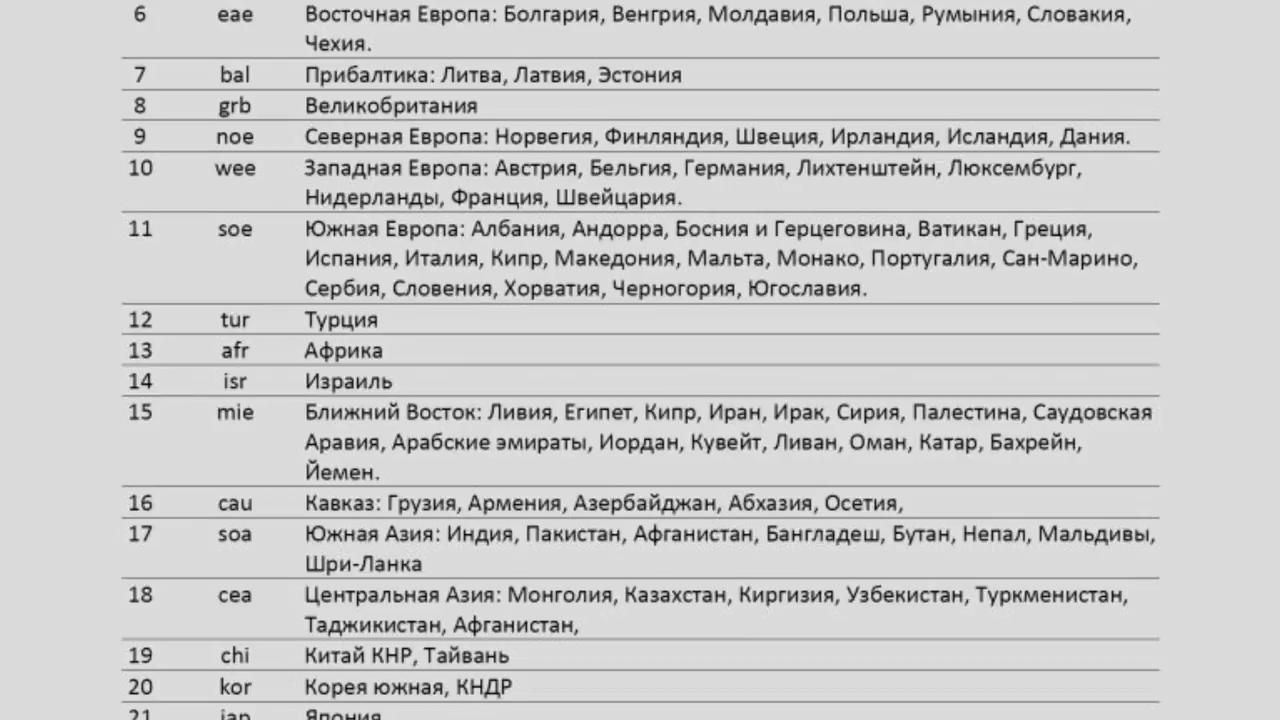 6 eae Восточная Европа: Болгария, Венгрия, Молдавия, Польша, Румыния, Словакия,
Чехия.
7 bal Прибалтика: Литва, Латвия, Эстония
8 grb Великобритания
9 noe Северная Европа: Норвегия, Финляндия, Швеция, Ирландия, Исландия, Дания.
10 wee Западная Европа: Австрия, Бельгия, Германия, Лихтенштейн, Люксембург,
Нидерланды, Франция, Швейцария.
11 soe Южная Европа: Албания, Андорра, Босния и Герцеговина, Ватикан, Греция,
Испания, Италия, Кипр, Македония, Мальта, Монако, Португалия, Сан-Марино,
Сербия, Словения, Хорватия, Черногория, Югославия.
12 tur Турция
13 afr Африка
14 isr Израиль
15 mie Ближний Восток: Ливия, Египет, Кипр, Иран, Ирак, Сирия, Палестина, Саудовская
Аравия, Арабские эмираты, Иордан, Кувейт, Ливан, Оман, Катар, Бахрейн,
Йемен.
16 cau Кавказ: Грузия, Армения, Азербайджан, Абхазия, Осетия,
17 soa Южная Азия: Индия, Пакистан, Афганистан, Бангладеш, Бутан, Непал, Мальдивы,
Шри-Ланка
18 cea Центральная Азия: Монголия, Казахстан, Киргизия, Узбекистан, Туркменистан,
Таджикистан, Афганистан,
19 chi Китай КНР, Тайвань
20 kor Корея южная, КНДР
21 jap Япония